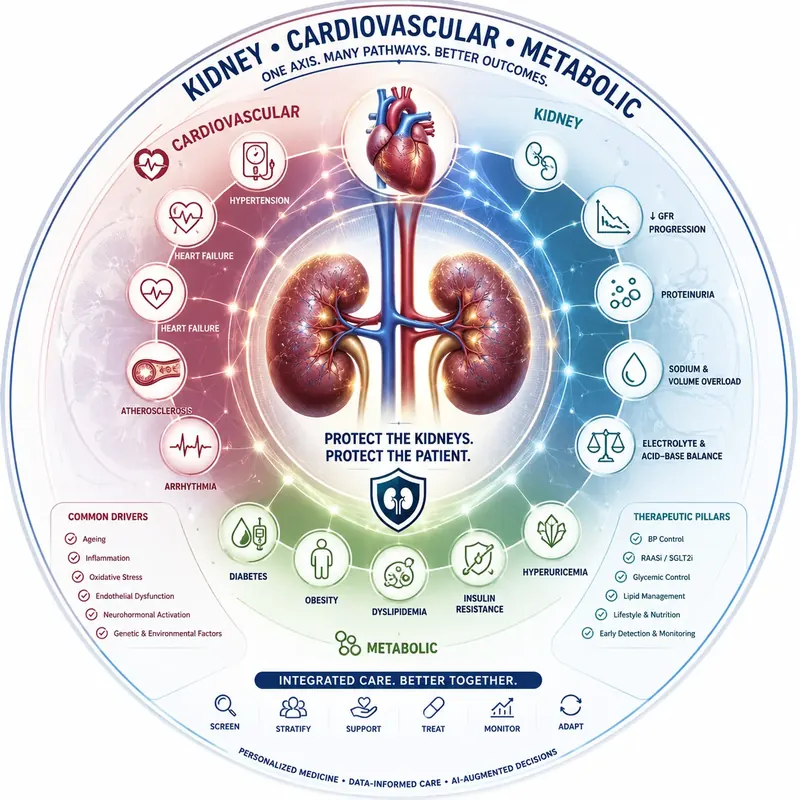 KIDNEY • CARDIOVASCULAR • METABOLIC
ONE AXIS. MANY PATHWAYS. BETTER OUTCOMES.
CARDIOVASCULAR
HYPERTENSION
HEART FAILURE
HEART FAILURE
ATHEROSCLEROSIS
ARRHYTHMIA
KIDNEY
↓ GFR
PROGRESSION
PROTEINURIA
SODIUM &
VOLUME OVERLOAD
ELECTROLYTE &
ACID–BASE BALANCE
PROTECT THE KIDNEYS.
PROTECT THE PATIENT.
COMMON DRIVERS
Ageing
Inflammation
Oxidative Stress
Endothelial Dysfunction
Neurohormonal Activation
Genetic & Environmental Factors
DIABETES
OBESITY
DYSLIPIDEMIA
INSULIN
RESISTANCE
HYPERURICEMIA
METABOLIC
THERAPEUTIC PILLARS
BP Control
RAASi / SGLT2i
Glycemic Control
Lipid Management
Lifestyle & Nutrition
Early Detection & Monitoring
INTEGRATED CARE. BETTER TOGETHER.
SCREEN
STRATIFY
SUPPORT
TREAT
MONITOR
ADAPT
PERSONALIZED MEDICINE • DATA-INFORMED CARE • AI-AUGMENTED DECISIONS